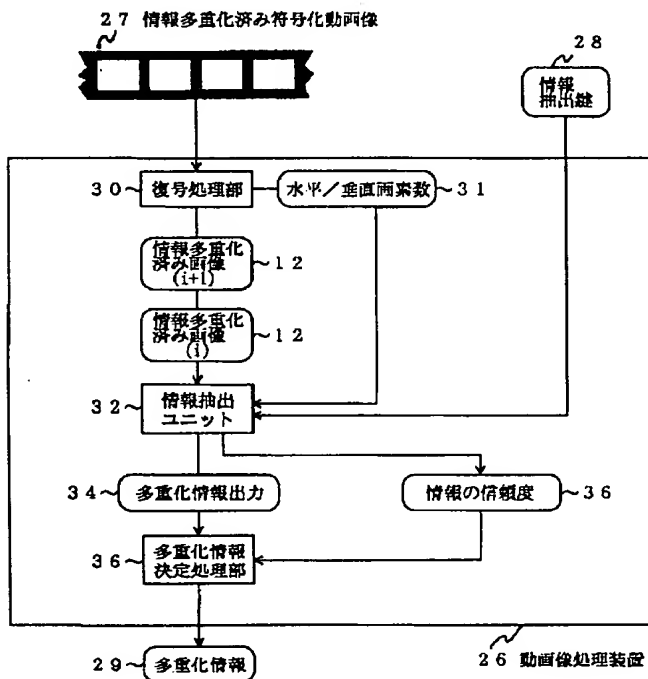 ２７ 情報多重化済み符号化動画像
２８
情報
抽出鍵
３０
復号処理部
水平／垂直画素数
３１
情報多重化
済み画像
(i+1)
１２
情報多重化
済み画像
(i)
１２
３２
情報抽出
ユニット
３４
多重化情報出力
情報の信頼度
３６
３６
多重化情報
決定処理部
２６ 動画像処理装置
２９
多重化情報